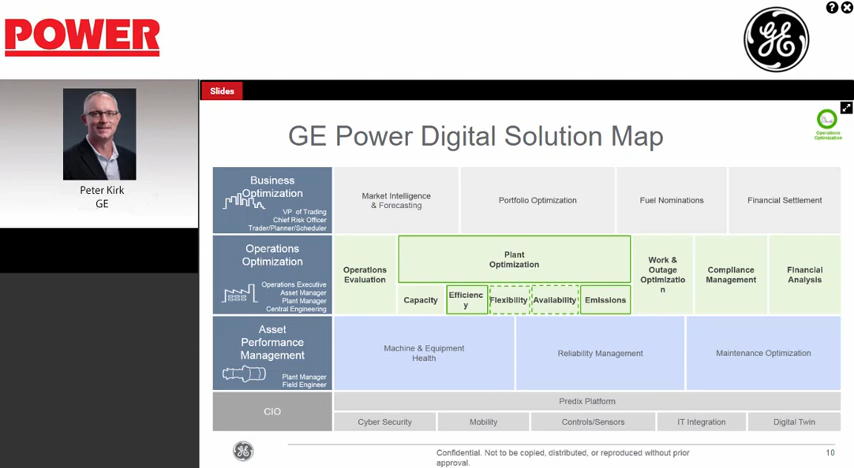 POWER
GE
Slides
Peter Kirk
GE
GE Power Digital Solution Map
Operations
Optimization
Business
Optimization
VP of Trading
Chief Risk Officer
Trader/Planner/Scheduler
Market Intelligence
& Forecasting
Portfolio Optimization
Fuel Nominations
Financial Settlement
Operations
Optimization
Operations Executive
Asset Manager
Plant Manager
Central Engineering
Operations
Evaluation
Plant
Optimization
Capacity
Efficienc
y
Flexibility
Availability
Emissions
Work &
Outage
Optimizatio
n
Compliance
Management
Financial
Analysis
Asset
Performance
Management
Plant Manager
Field Engineer
Machine & Equipment
Health
Reliability Management
Maintenance Optimization
CIO
Predix Platform
Cyber Security
Mobility
Controls/Sensors
IT Integration
Digital Twin
Confidential. Not to be copied, distributed, or reproduced without prior
approval.
10